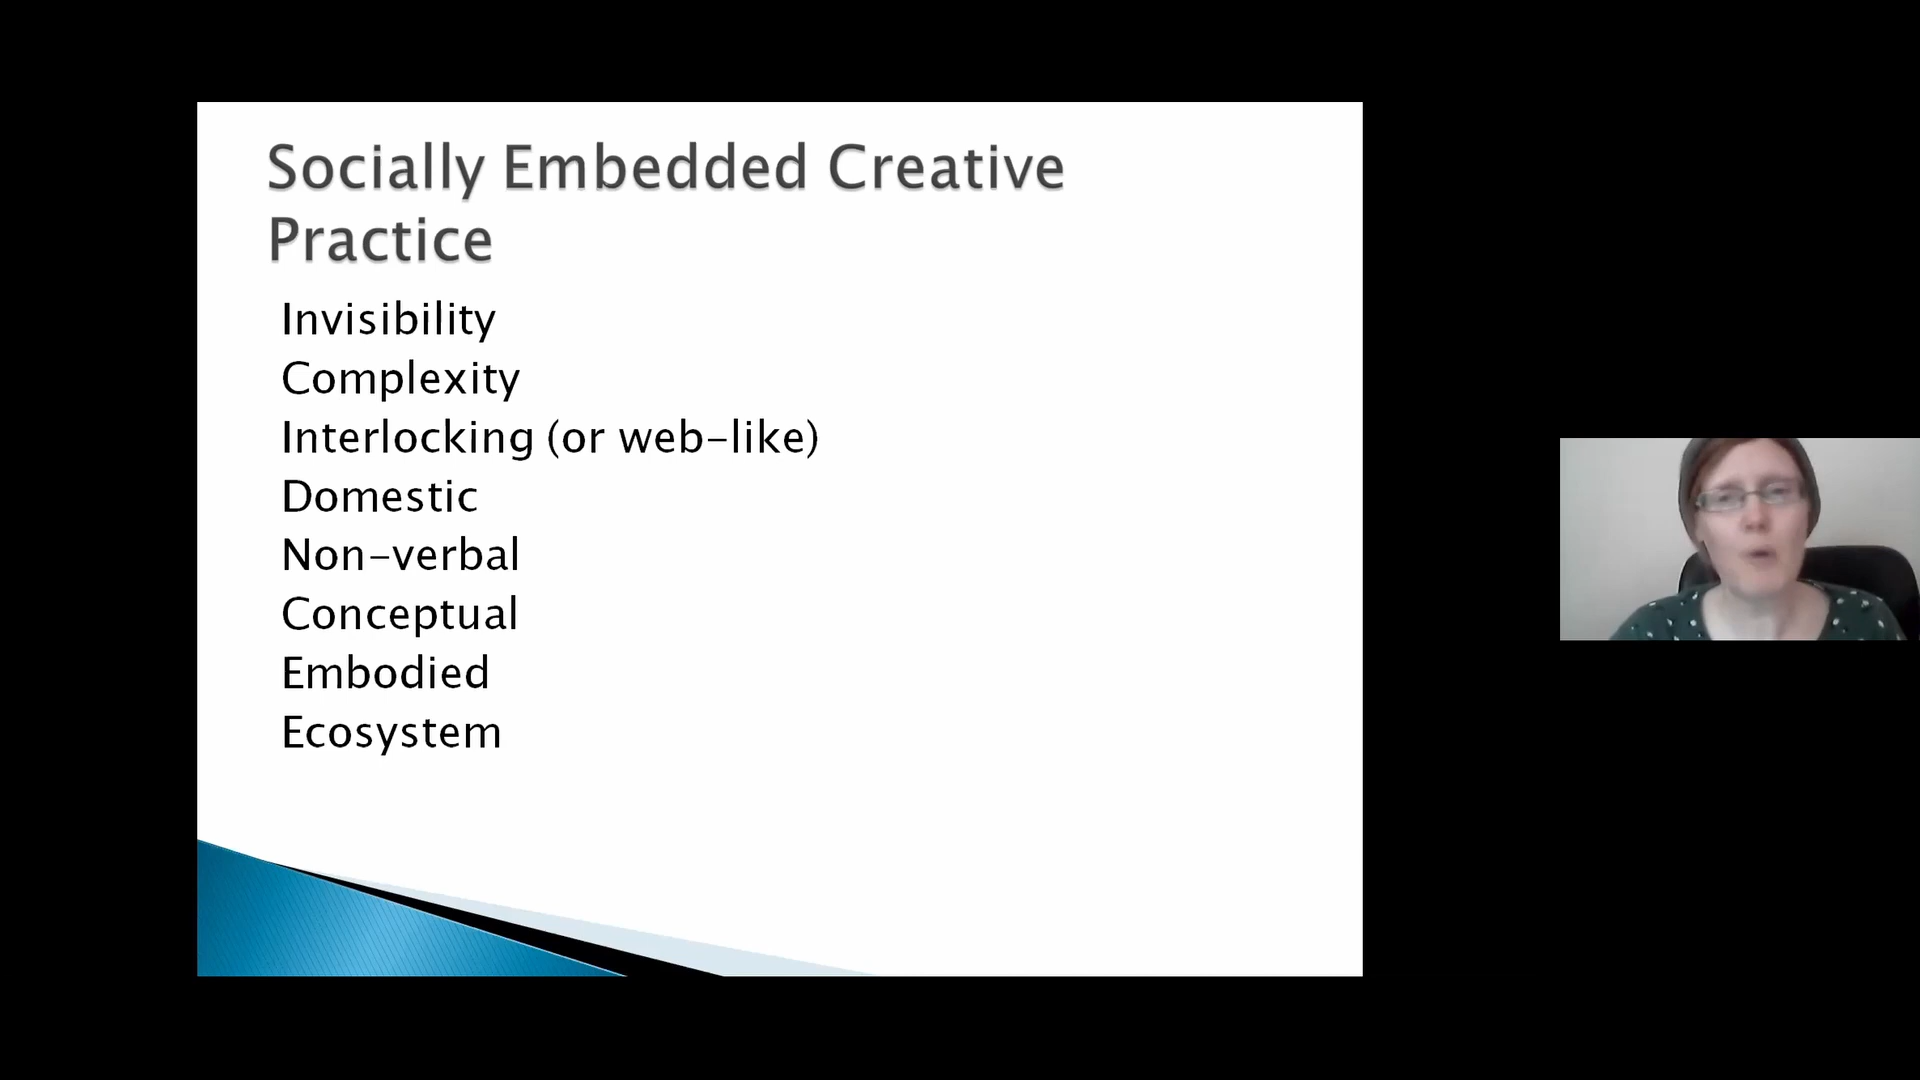 Socially Embedded Creative
Practice
Invisibility
Complexity
Interlocking (or web-like)
Domestic
Non-verbal
Conceptual
Embodied
Ecosystem